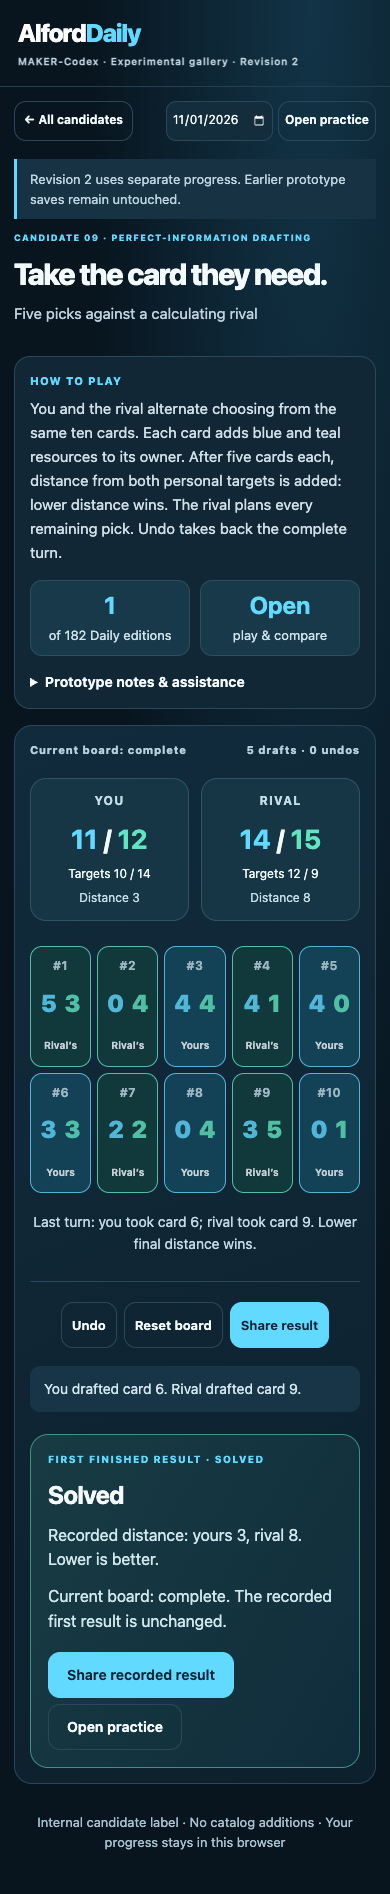 AlfordDaily
MAKER-Codex · Experimental gallery · Revision 2
← All candidates
11/01/2026
Open practice
Revision 2 uses separate progress. Earlier prototype
saves remain untouched.
CANDIDATE 09 · PERFECT-INFORMATION DRAFTING
Take the card they need.
Five picks against a calculating rival
HOW TO PLAY
You and the rival alternate choosing from the
same ten cards. Each card adds blue and teal
resources to its owner. After five cards each,
distance from both personal targets is added:
lower distance wins. The rival plans every
remaining pick. Undo takes back the complete
turn.
1
of 182 Daily editions
Open
play & compare
▶ Prototype notes & assistance
Current board: complete
5 drafts · 0 undos
YOU
11 / 12
Targets 10 / 14
Distance 3
RIVAL
14 / 15
Targets 12 / 9
Distance 8
#1
5 3
Rival's
#2
0 4
Rival's
#3
4 4
Yours
#4
4 1
Rival's
#5
4 0
Yours
#6
3 3
Yours
#7
2 2
Rival's
#8
0 4
Yours
#9
3 5
Rival's
#10
0 1
Yours
Last turn: you took card 6; rival took card 9. Lower
final distance wins.
Undo
Reset board
Share result
You drafted card 6. Rival drafted card 9.
FIRST FINISHED RESULT · SOLVED
Solved
Recorded distance: yours 3, rival 8.
Lower is better.
Current board: complete. The recorded
first result is unchanged.
Share recorded result
Open practice
Internal candidate label · No catalog additions · Your
progress stays in this browser